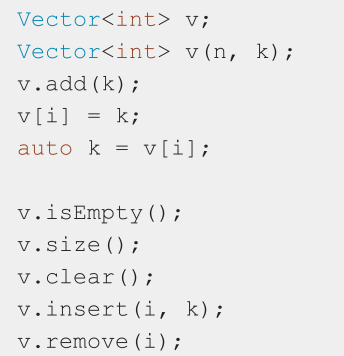 Vector<int> v;
Vector<int> v(n, k);
v.add(k);
v[i] = k;
auto k = v[i];
v.isEmpty();
v.size();
v.clear();
v.insert(i, k);
v.remove(i);